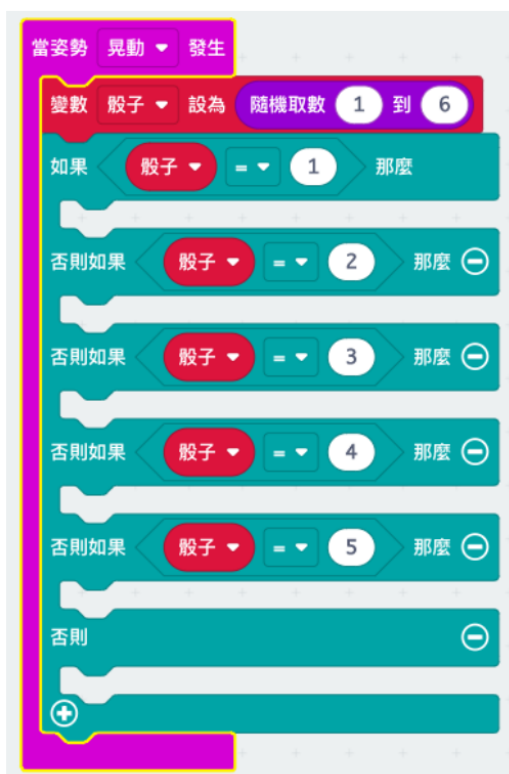 當姿勢 晃動 發生
變數 骰子 設為 隨機取數 1 到 6
如果 骰子 = 1 那麼
否則如果 骰子 = 2 那麼
否則如果 骰子 = 3 那麼
否則如果 骰子 = 4 那麼
否則如果 骰子 = 5 那麼
否則